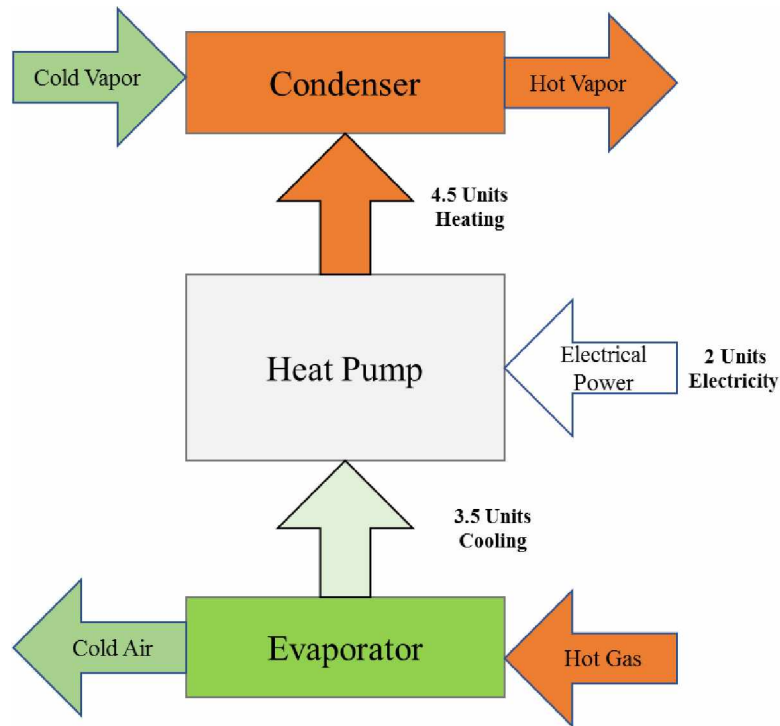 Cold Vapor
Condenser
Hot Vapor
4.5 Units
Heating
Heat Pump
Electrical
Power
2 Units
Electricity
3.5 Units
Cooling
Cold Air
Evaporator
Hot Gas